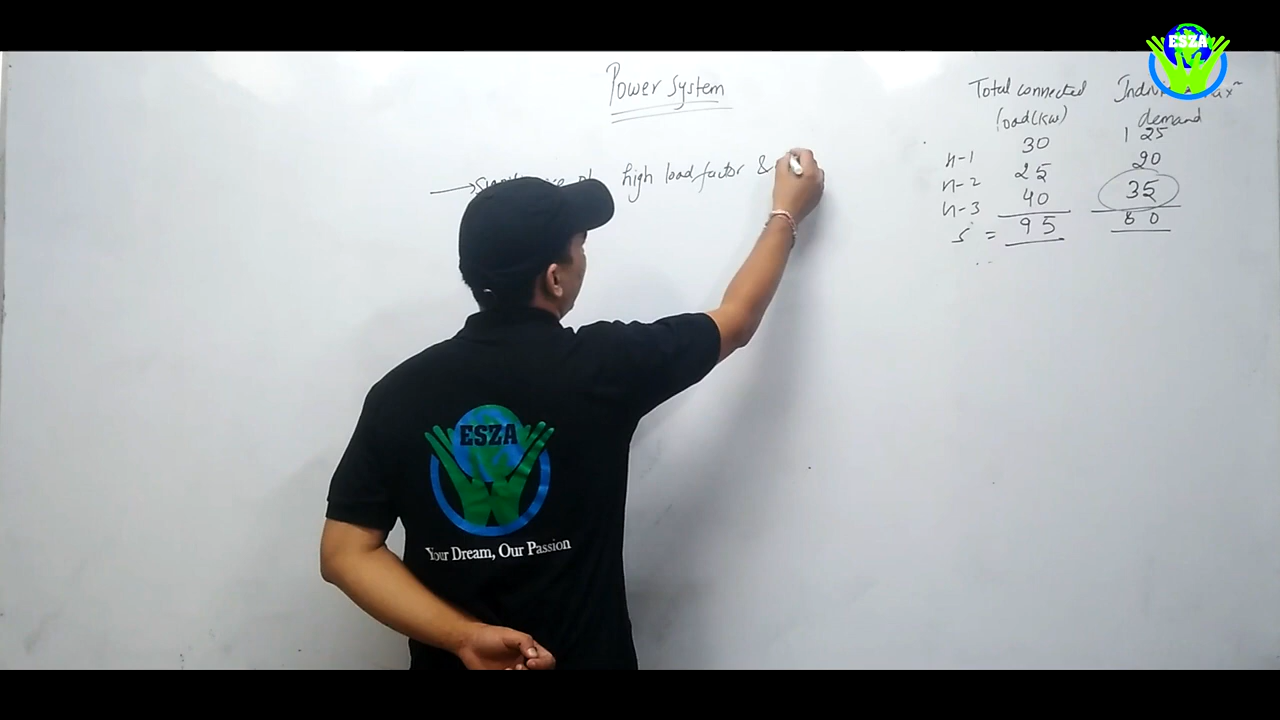 ESZA
Power System
Total connected
load (kw)
demand
30
1 25
H-1
25
20
H-2
40
35
H-3
S = 95
80
→ high load factor &
ESZA
Your Dream, Our Passion